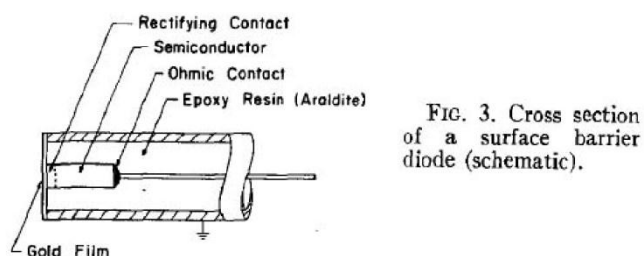 Rectifying Contact
Semiconductor
Ohmic Contact
Epoxy Resin (Araldite)
Gold Film
FIG. 3. Cross section
of a surface barrier
diode (schematic).